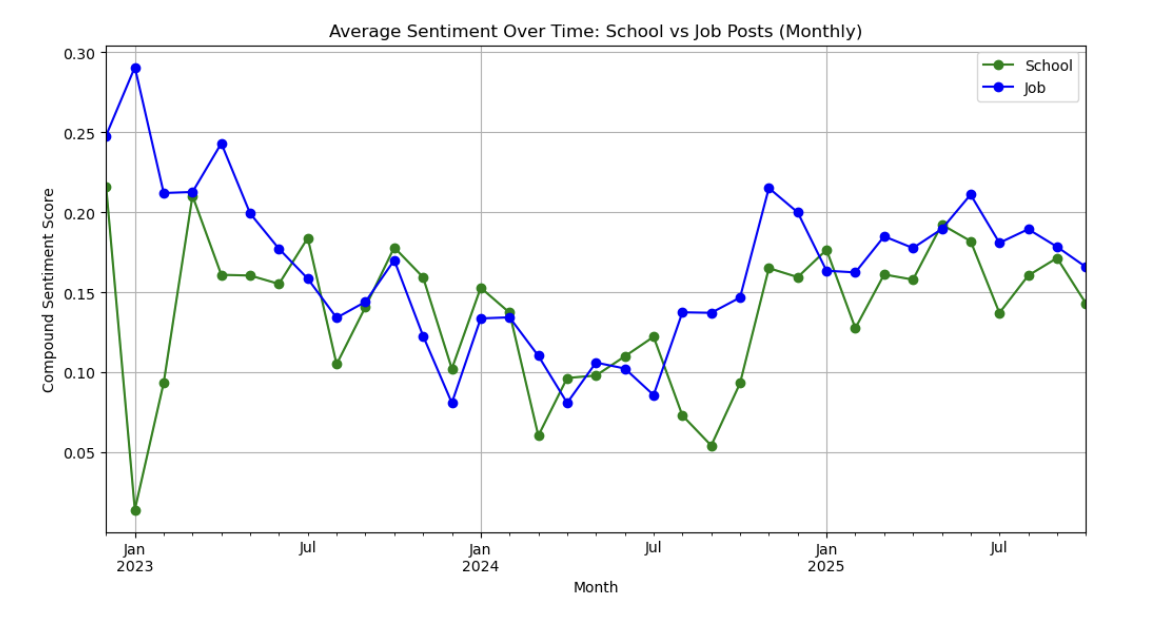 Average Sentiment Over Time: School vs Job Posts (Monthly)
School
Job
Compound Sentiment Score
0.30
0.25
0.20
0.15
0.10
0.05
Jan
2023
Jul
Jan
2024
Jul
Jan
2025
Jul
Month